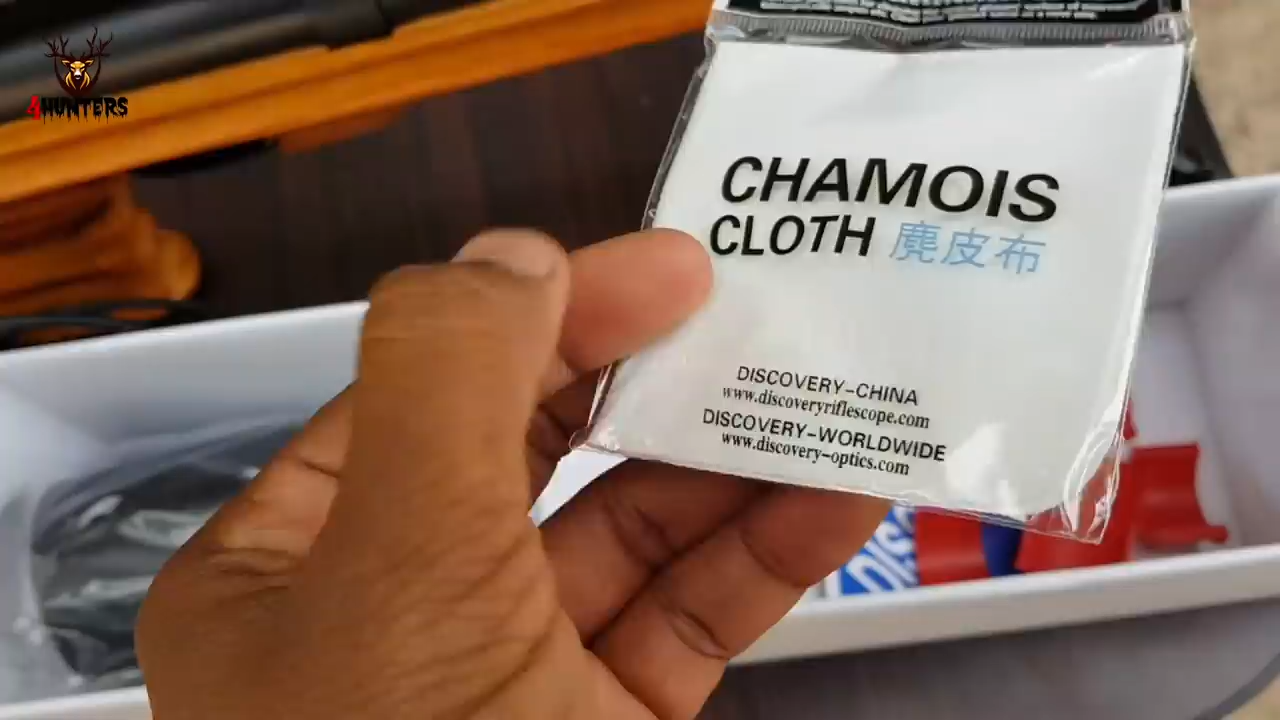 4HUNTERS
CHAMOIS
CLOTH 麂皮布
DISCOVERY-CHINA
www.discoveryriflescope.com
DISCOVERY-WORLDWIDE
www.discovery-optics.com